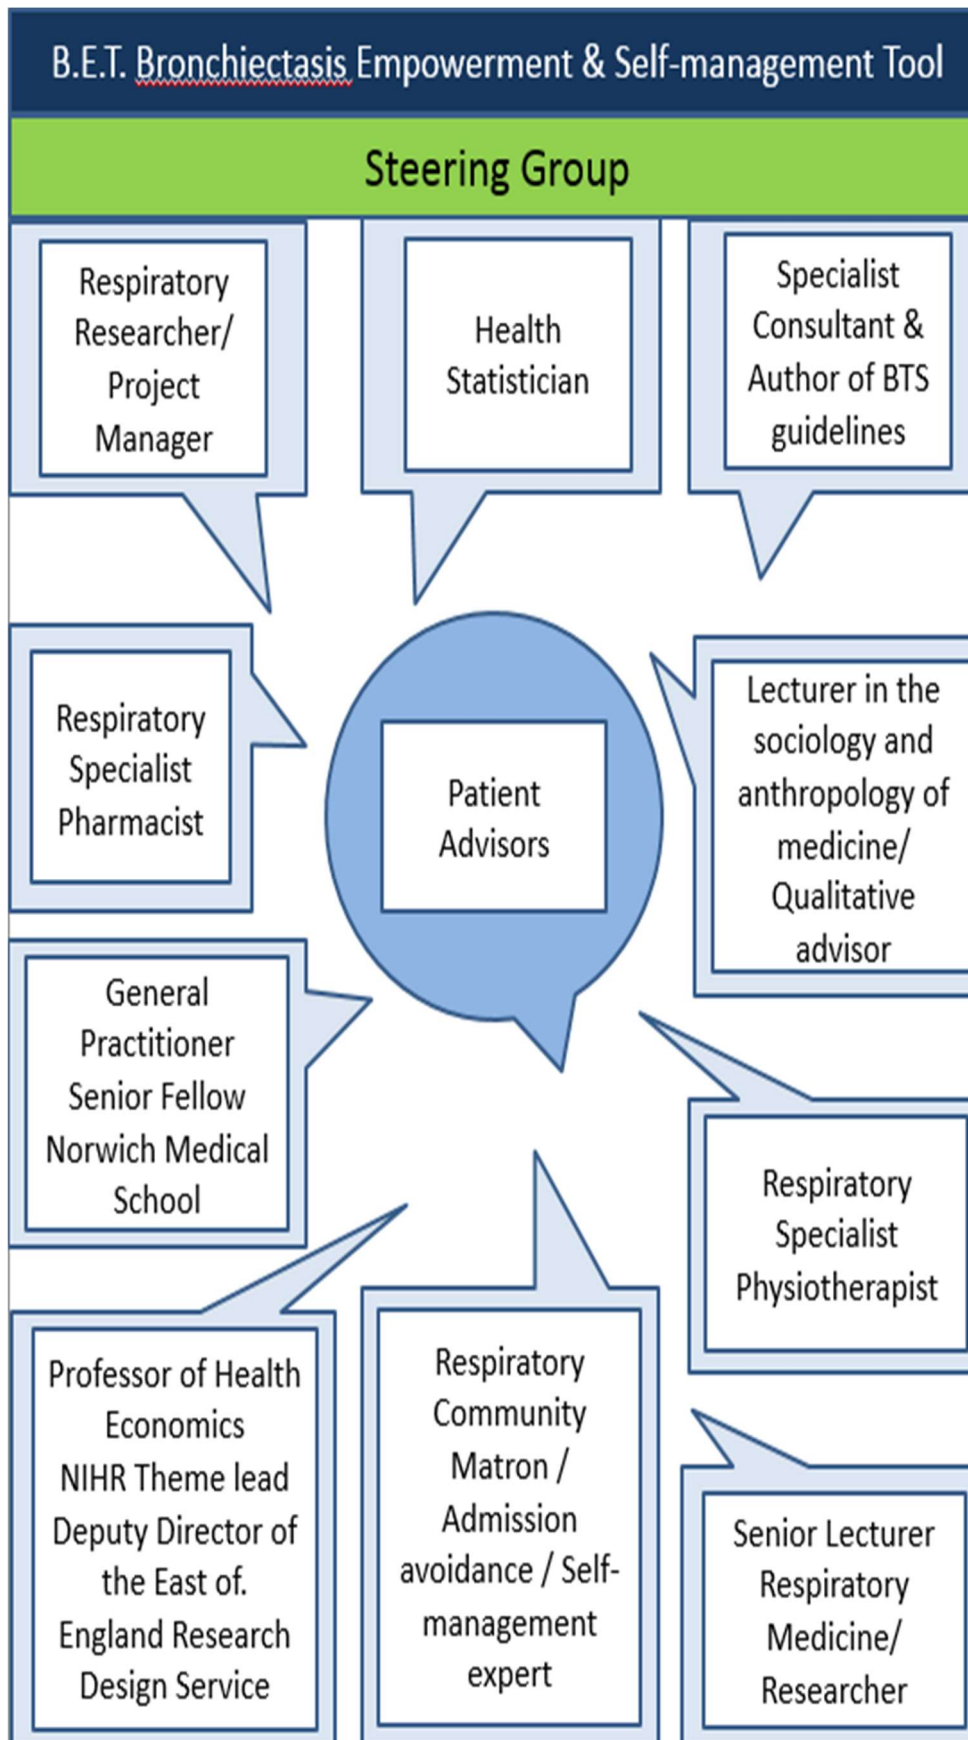 B.E.T. Bronchiectasis Empowerment & Self-management Tool
Steering Group
Respiratory
Researcher/
Project
Manager
Health
Statistician
Specialist
Consultant &
Author of BTS
guidelines
Respiratory
Specialist
Pharmacist
Patient
Advisors
Lecturer in the
sociology and
anthropology of
medicine/
Qualitative
advisor
General
Practitioner
Senior Fellow
Norwich Medical
School
Respiratory
Specialist
Physiotherapist
Professor of Health
Economics
NIHR Theme lead
Deputy Director of
the East of.
England Research
Design Service
Respiratory
Community
Matron /
Admission
avoidance / Self-
management
expert
Senior Lecturer
Respiratory
Medicine/
Researcher